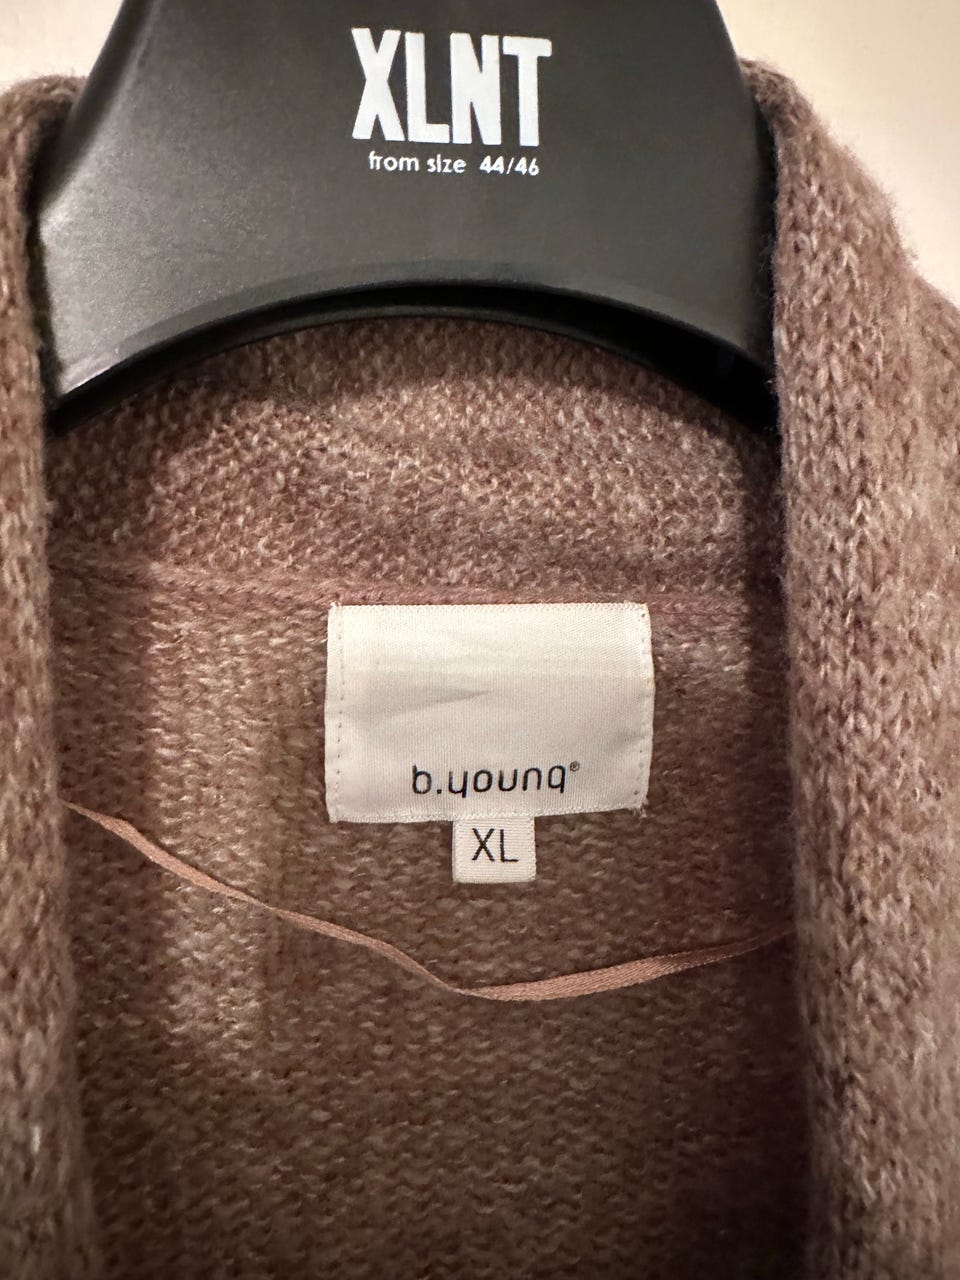 XLNT
from size 44/46
b.young®
XL